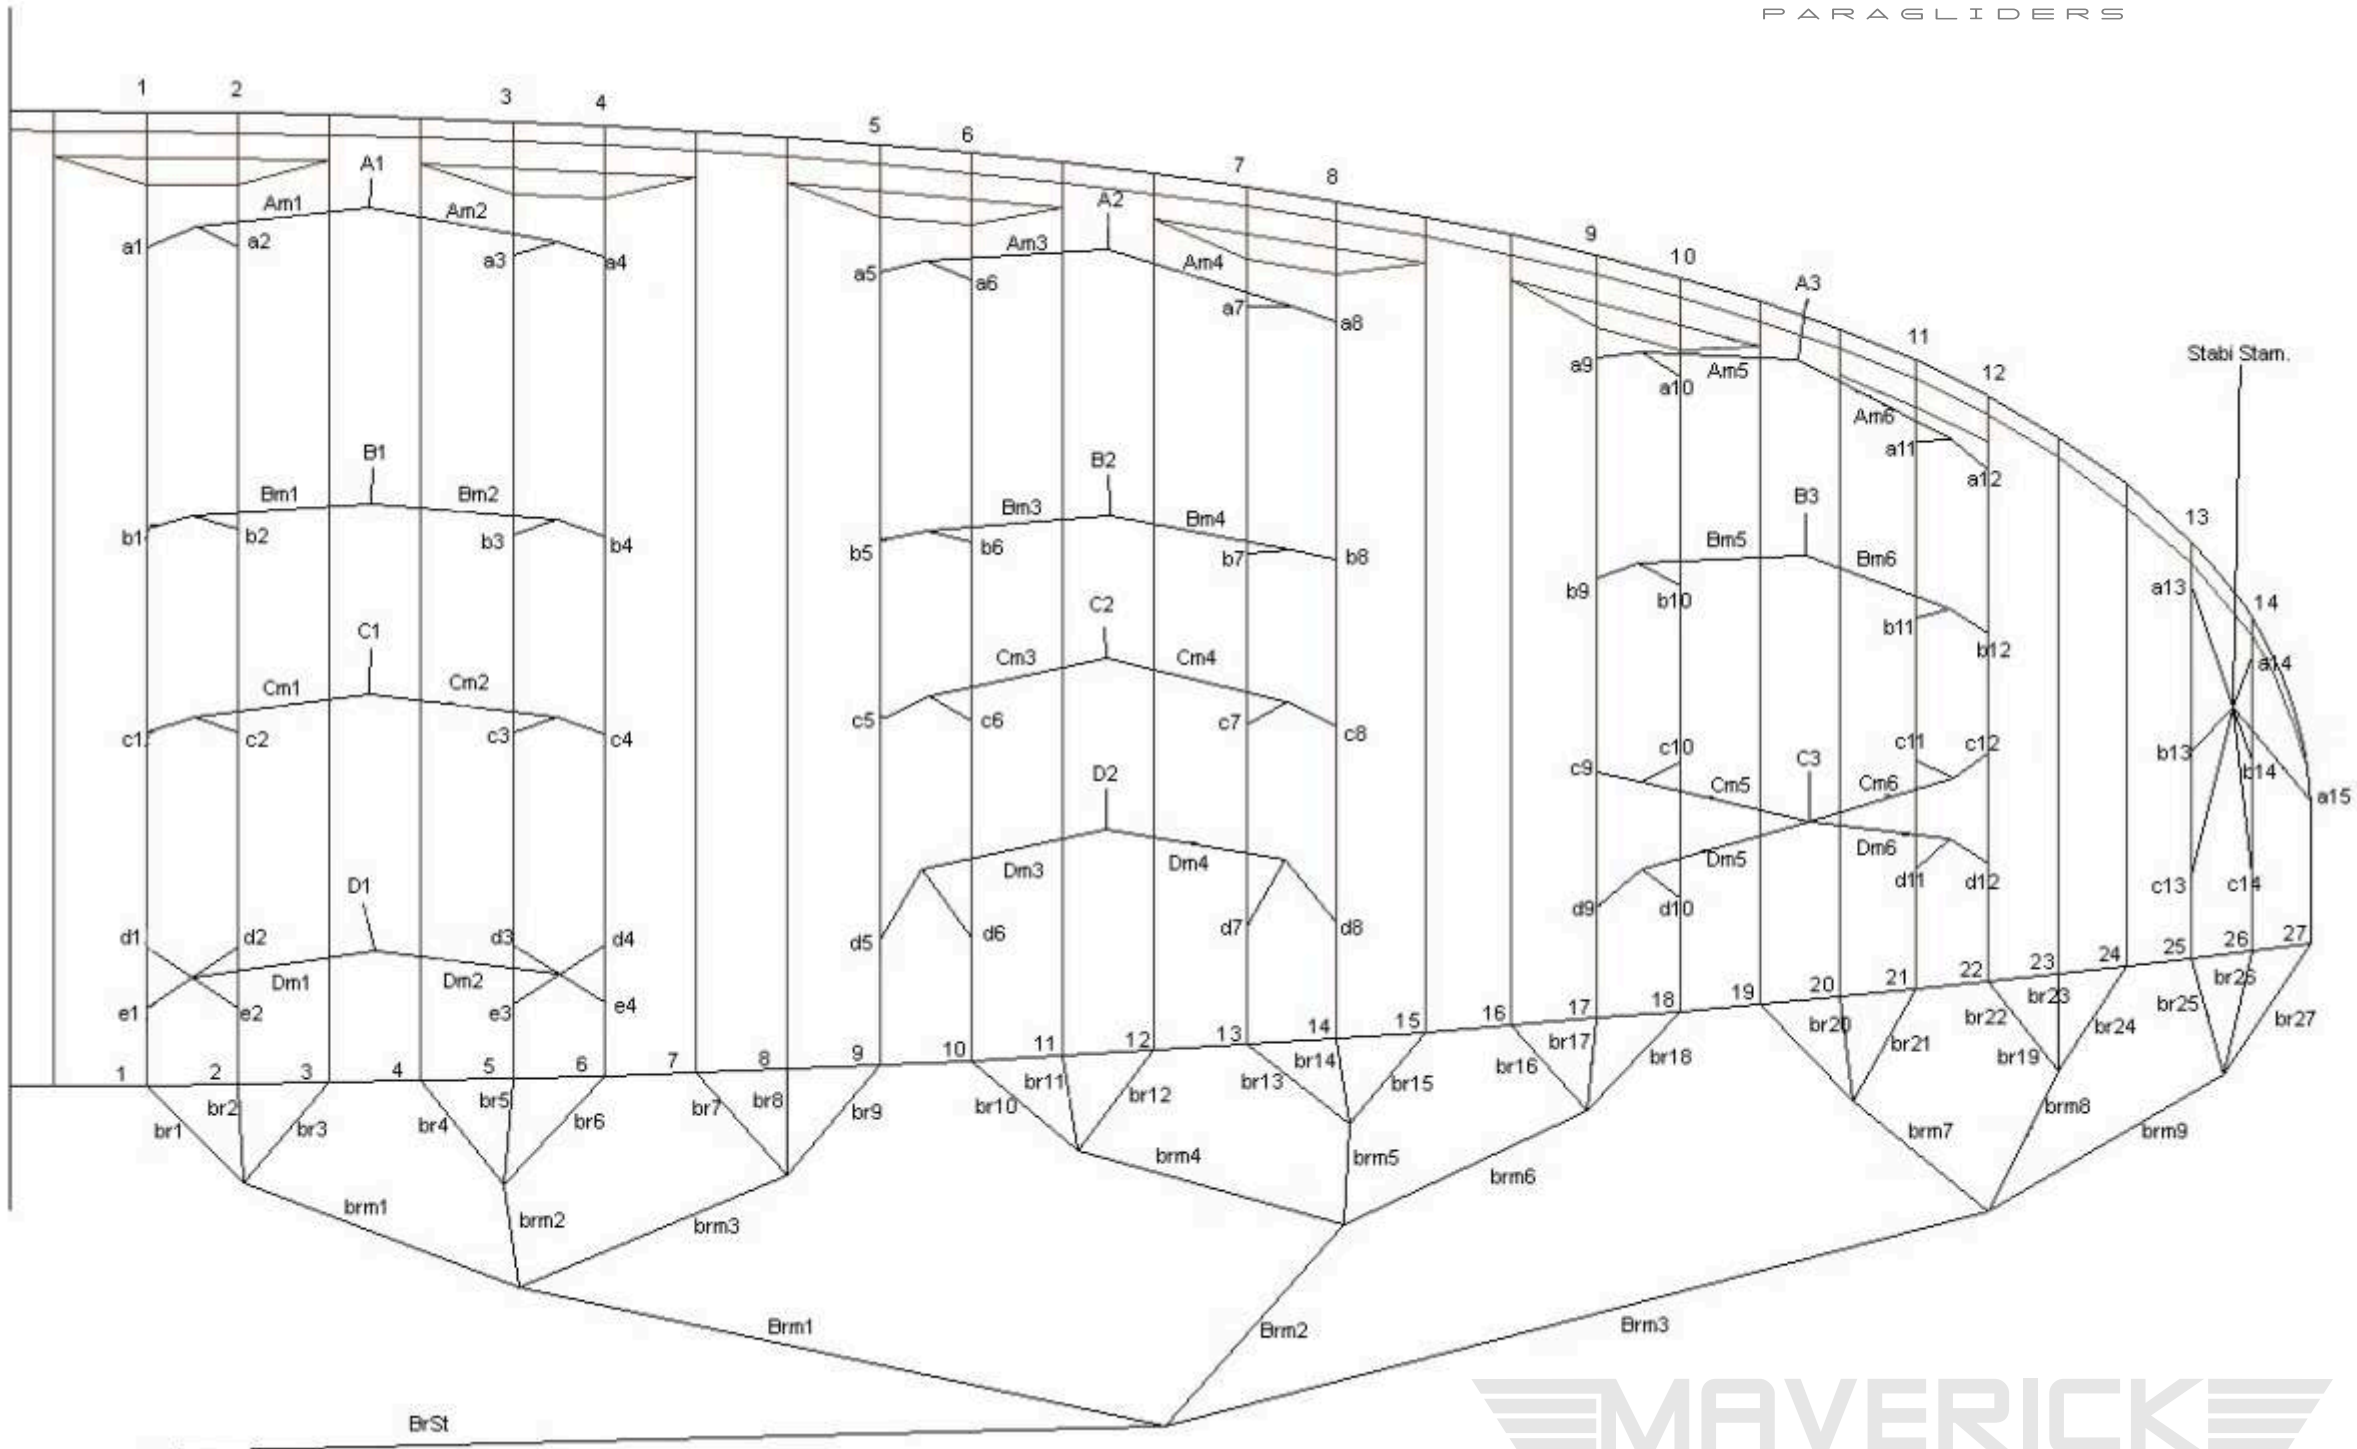 PARAGLIDERS
1 2 3 4 5 6 7 8 9 10 11 12 13 14
A1 A2 A3 Stabi Stam.
Am1 Am2 Am3 Am4 Am5 Am6
a1 a2 a3 a4 a5 a6 a7 a8 a9 a10 a11 a12 a13 a14 a15
B1 B2 B3
Bm1 Bm2 Bm3 Bm4 Bm5 Bm6
b1 b2 b3 b4 b5 b6 b7 b8 b9 b10 b11 b12 b13 b14
C1 C2 C3
Cm1 Cm2 Cm3 Cm4 Cm5 Cm6
c1 c2 c3 c4 c5 c6 c7 c8 c9 c10 c11 c12 c13 c14
D1 D2
Dm1 Dm2 Dm3 Dm4 Dm5 Dm6
d1 d2 d3 d4 d5 d6 d7 d8 d9 d10 d11 d12
e1 e2 e3 e4
1 2 3 4 5 6 7 8 9 10 11 12 13 14 15 16 17 18 19 20 21 22 23 24 25 26 27
br1 br2 br3 br4 br5 br6 br7 br8 br9 br10 br11 br12 br13 br14 br15 br16 br17 br18 br20 br21 br22 br19 br23 br24 br25 br26 br27
brm1 brm2 brm3 brm4 brm5 brm6 brm7 brm8 brm9
Brm1 Brm2 Brm3
BrSt
MAVERICK